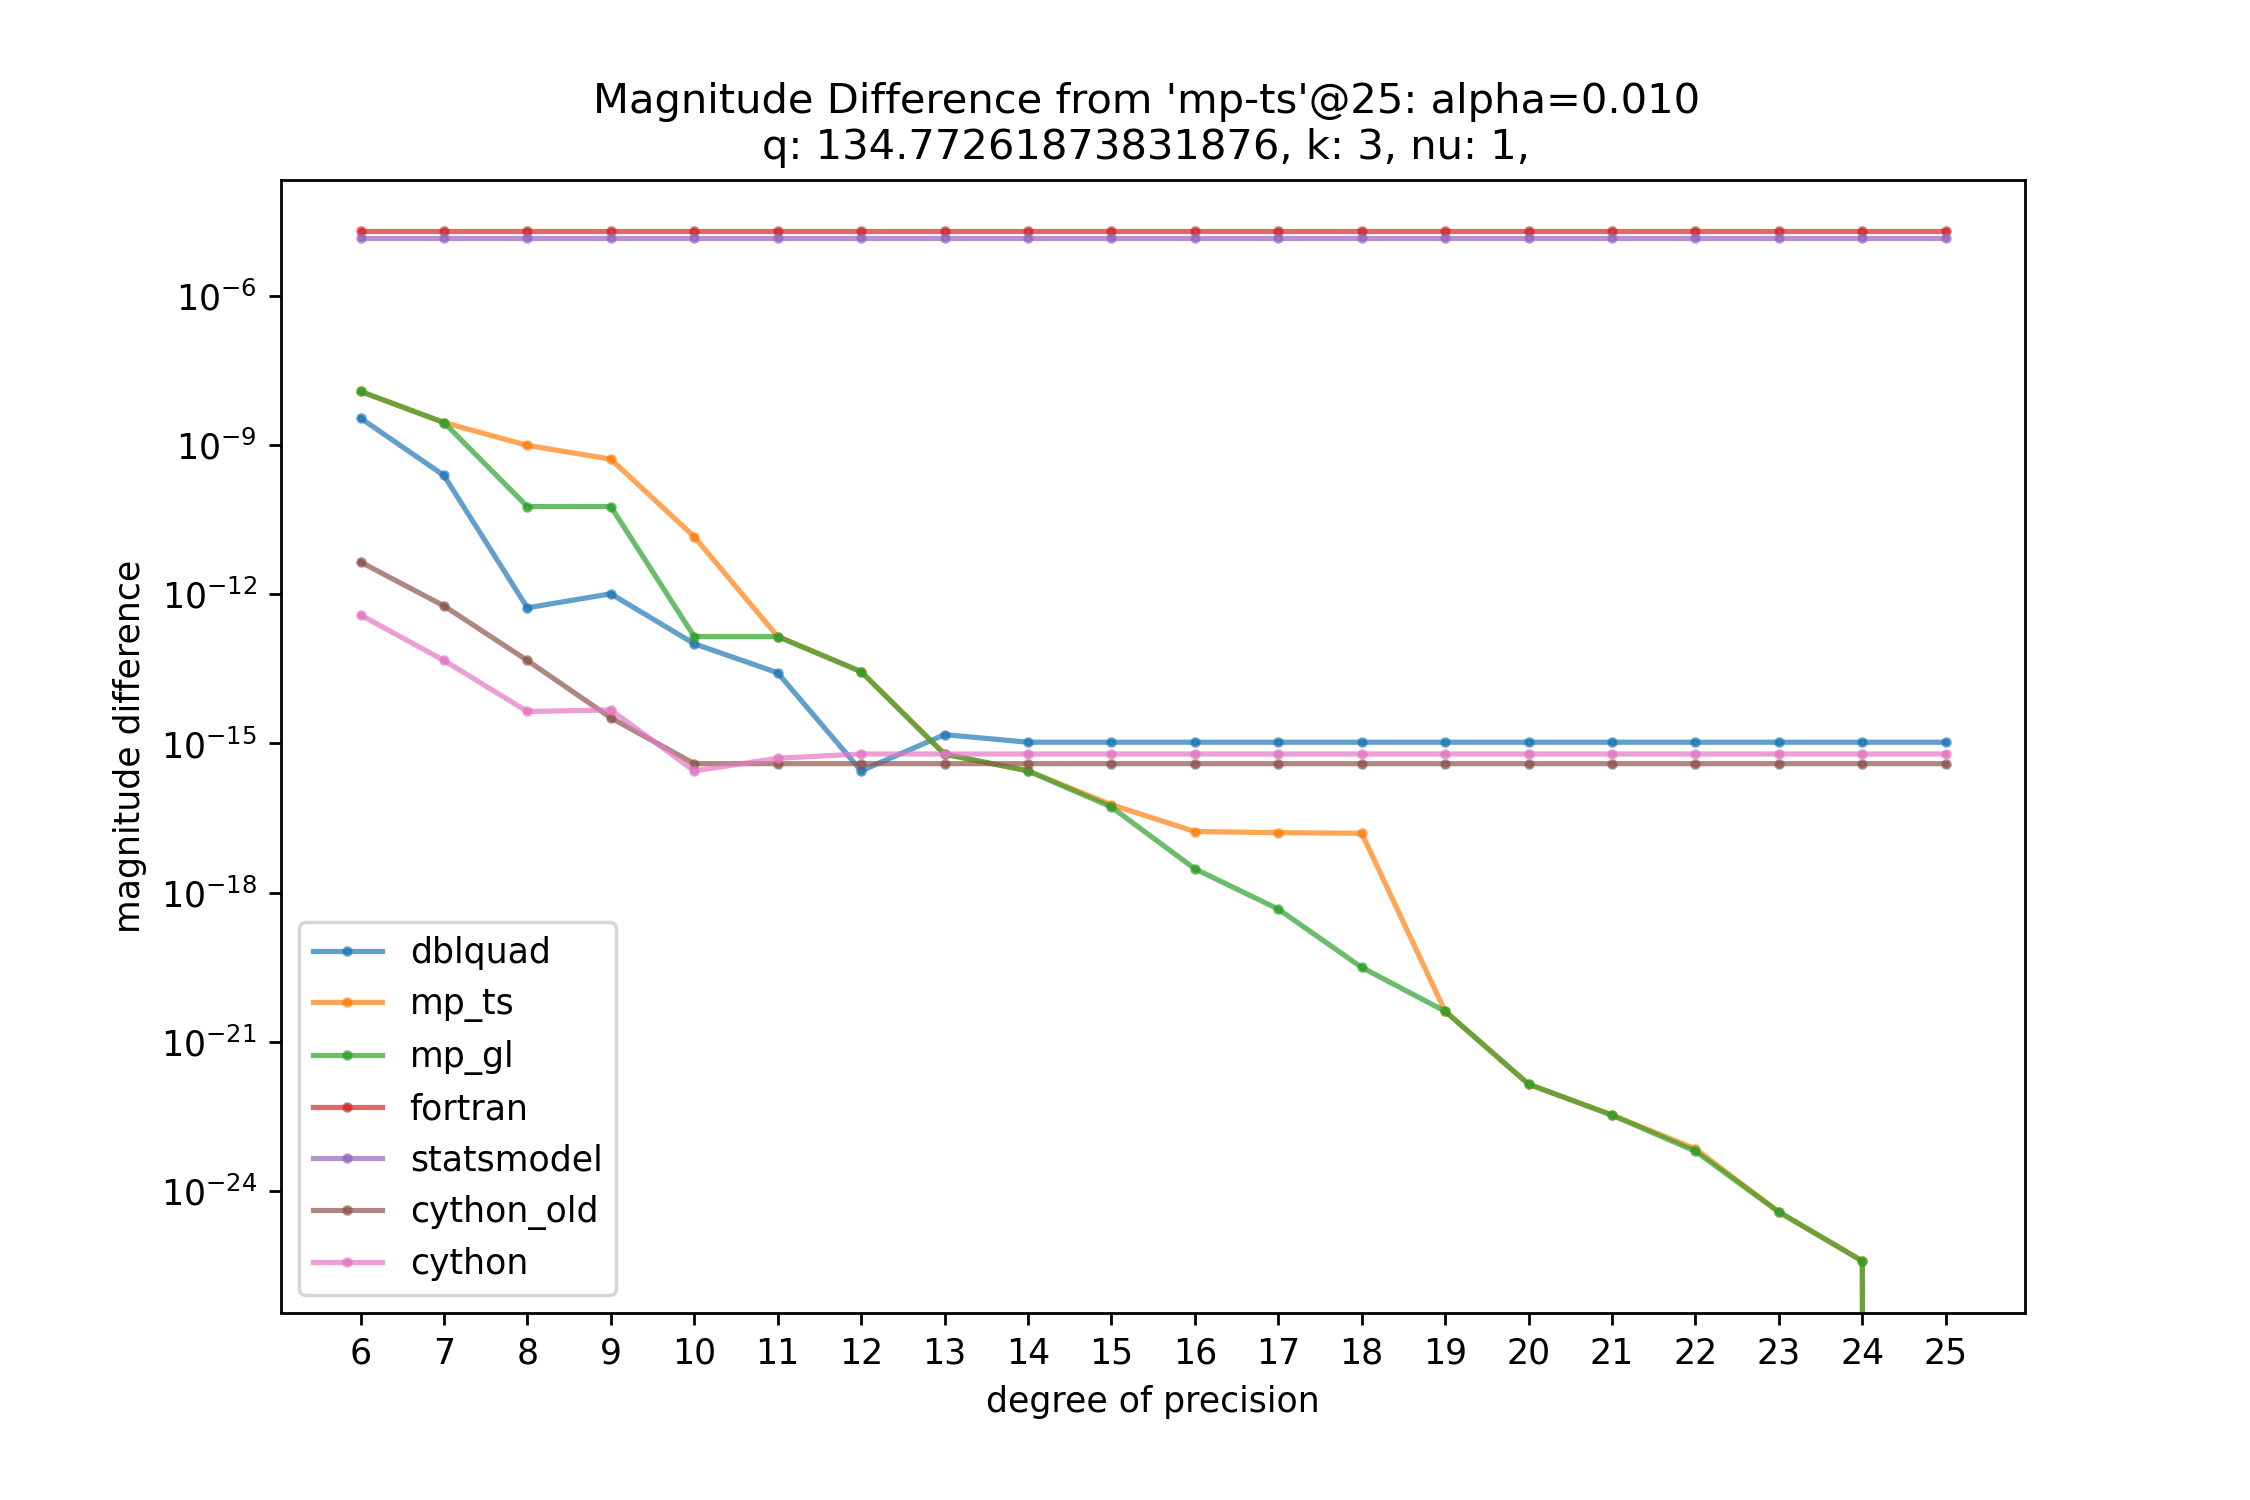 Magnitude Difference from 'mp-ts'@25: alpha=0.010
q: 134.77261873831876, k: 3, nu: 1,
magnitude difference
10⁻⁶
10⁻⁹
10⁻¹²
10⁻¹⁵
10⁻¹⁸
10⁻²¹
10⁻²⁴
dblquad
mp_ts
mp_gl
fortran
statsmodel
cython_old
cython
6 7 8 9 10 11 12 13 14 15 16 17 18 19 20 21 22 23 24 25
degree of precision